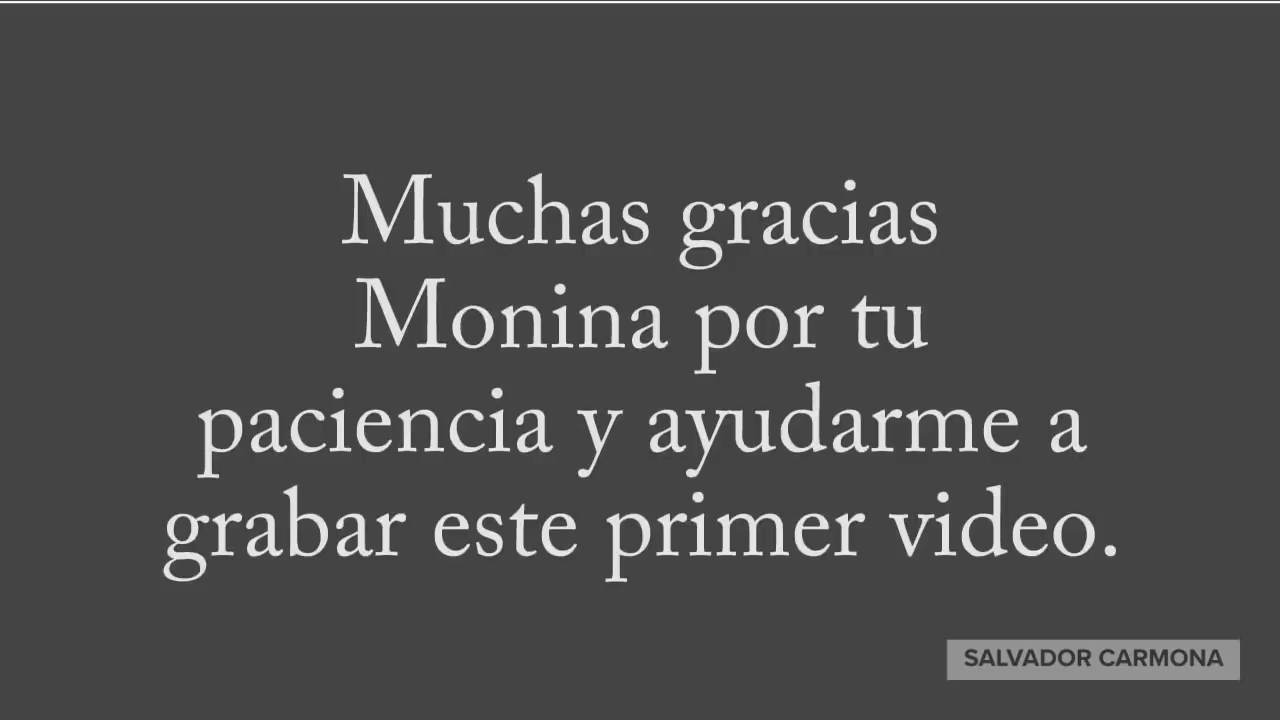 Muchas gracias
Monina por tu
paciencia y ayudarme a
grabar este primer video.
SALVADOR CARMONA